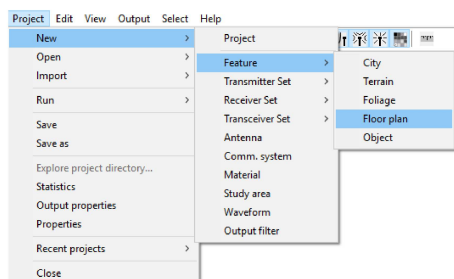 Project Edit View Output Select Help
New > Project
Open > Feature > City
Import > Transmitter Set > Terrain
Receiver Set > Foliage
Run > Transceiver Set > Floor plan
Save Antenna Object
Save as Comm. system
Explore project directory... Material
Statistics Study area
Output properties Waveform
Properties Output filter
Recent projects >
Close